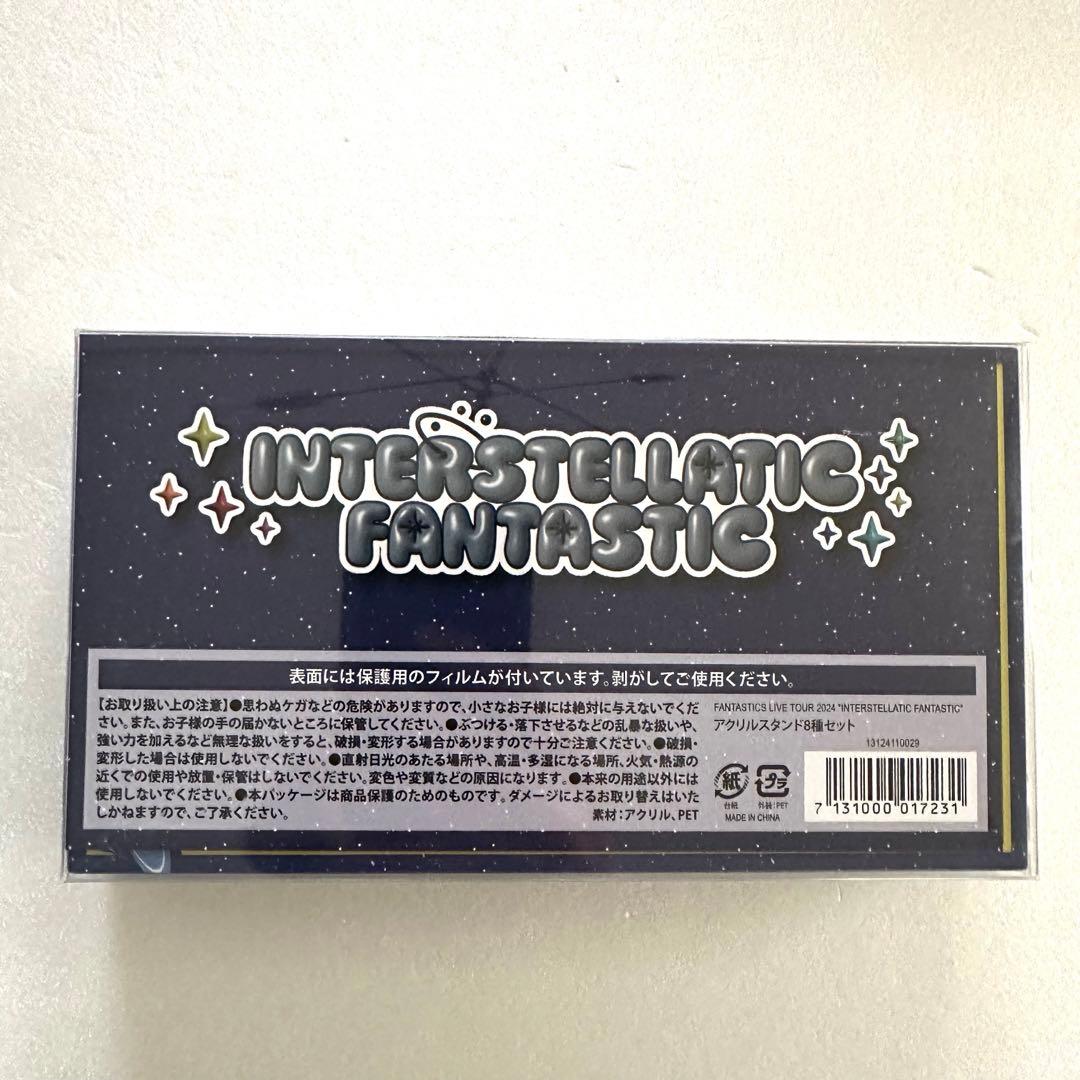 INTERSTELLATIC
FANTASTIC
表面には保護用のフィルムが付いています。剥がしてご使用ください。
【お取り扱い上の注意】●思わぬケガなどの危険がありますので、小さなお子様には絶対に与えないでくだ
さい。また、お子様の手の届かないところに保管してください。●ぶつける・落下させるなどの乱暴な扱いや、
強い力を加えるなど無理な扱いをすると、破損・変形する場合がありますので十分ご注意ください。●破損・
変形した場合は使用しないでください。●直射日光のあたる場所や、高温・多湿になる場所、火気・熱源の
近くでの使用や放置・保管はしないでください。変色や変質などの原因になります。●本来の用途以外には
使用しないでください。●本パッケージは商品保護のためのものです。ダメージによるお取り替えはいた
しかねますので、ご了承ください。
素材：アクリル、PET
FANTASTICS LIVE TOUR 2024 "INTERSTELLATIC FANTASTIC"
アクリルスタンド8種セット
13124110029
紙
台紙
プラ
外装：PET
MADE IN CHINA
7 131000 017231